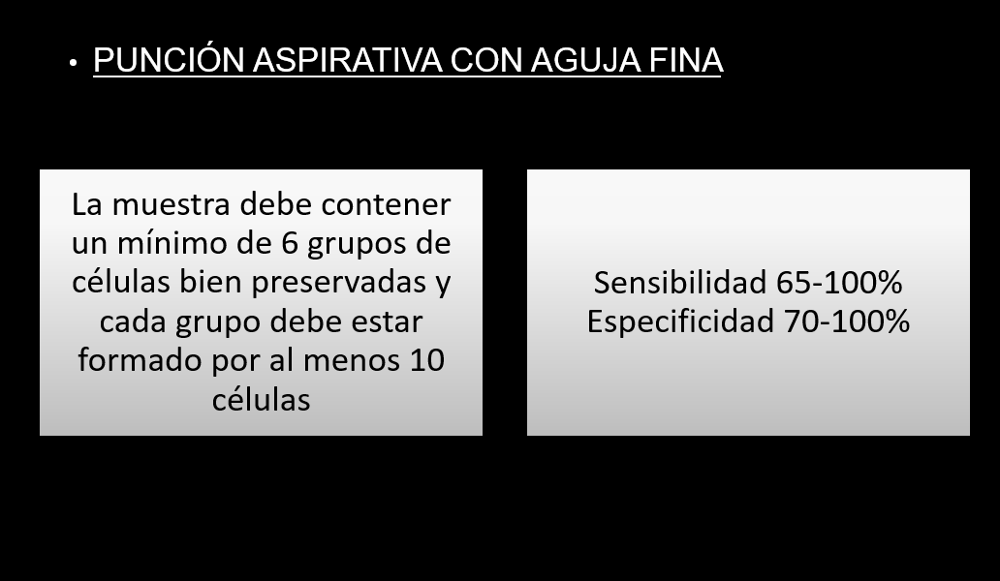 • PUNCIÓN ASPIRATIVA CON AGUJA FINA
La muestra debe contener
un mínimo de 6 grupos de
células bien preservadas y
cada grupo debe estar
formado por al menos 10
células
Sensibilidad 65-100%
Especificidad 70-100%